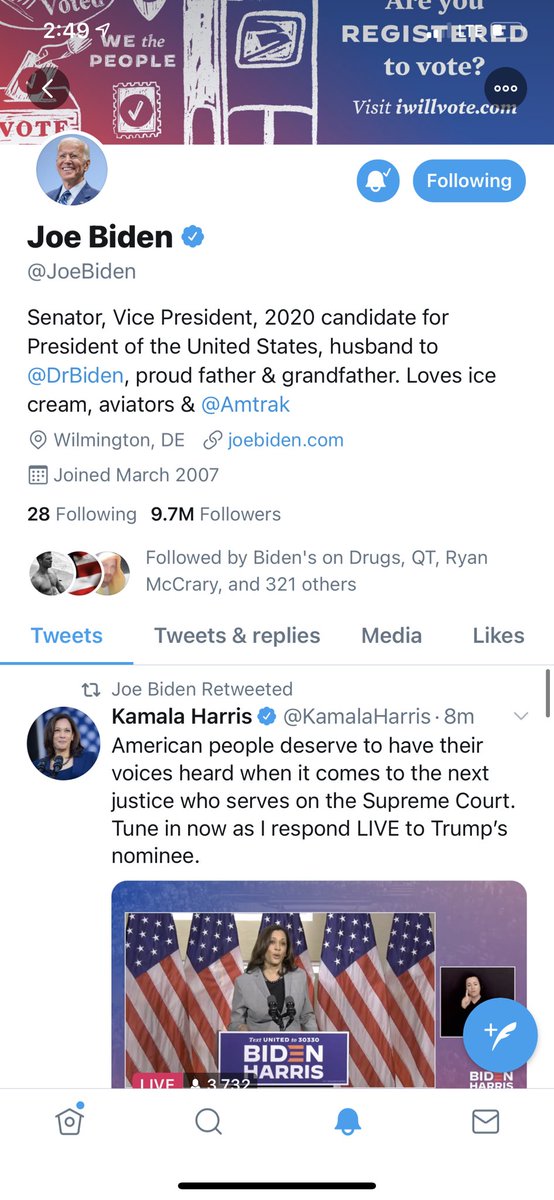 Voted
2:49
WE the
PEOPLE
VOTE
Are you
REGISTERED
to vote?
Visit iwillvote.com
LTE
Following
Joe Biden
@JoeBiden
Senator, Vice President, 2020 candidate for
President of the United States, husband to
@DrBiden, proud father & grandfather. Loves ice
cream, aviators & @Amtrak
Wilmington, DE joebiden.com
Joined March 2007
28 Following 9.7M Followers
Followed by Biden's on Drugs, QT, Ryan
McCrary, and 321 others
Tweets Tweets & replies Media Likes
Joe Biden Retweeted
Kamala Harris @KamalaHarris · 8m
American people deserve to have their
voices heard when it comes to the next
justice who serves on the Supreme Court.
Tune in now as I respond LIVE to Trump’s
nominee.
Text UNITED to 30330
BIDEN
HARRIS
LIVE 3,732
BIDEN
HARRIS